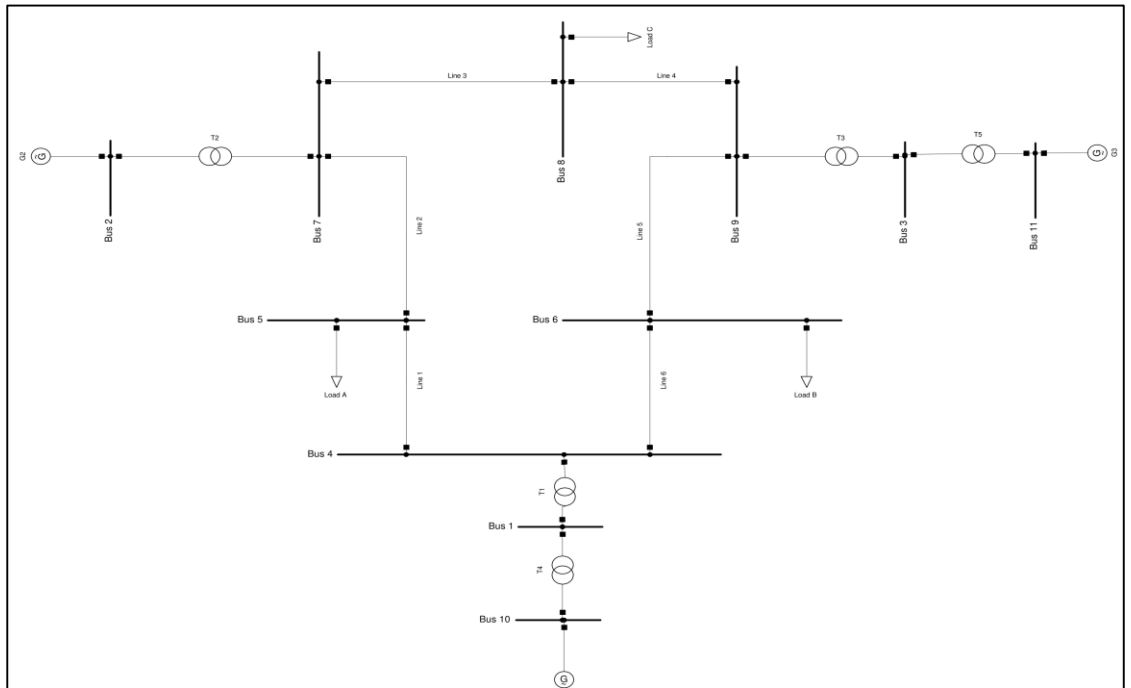 Load C
Line 3
Line 4
T2
T3
T5
G2
G
G
G3
Bus 8
Bus 2
Bus 7
Line 2
Line 5
Bus 9
Bus 3
Bus 11
Bus 5
Bus 6
Load A
Line 1
Line 6
Load B
Bus 4
T1
Bus 1
T4
Bus 10
G